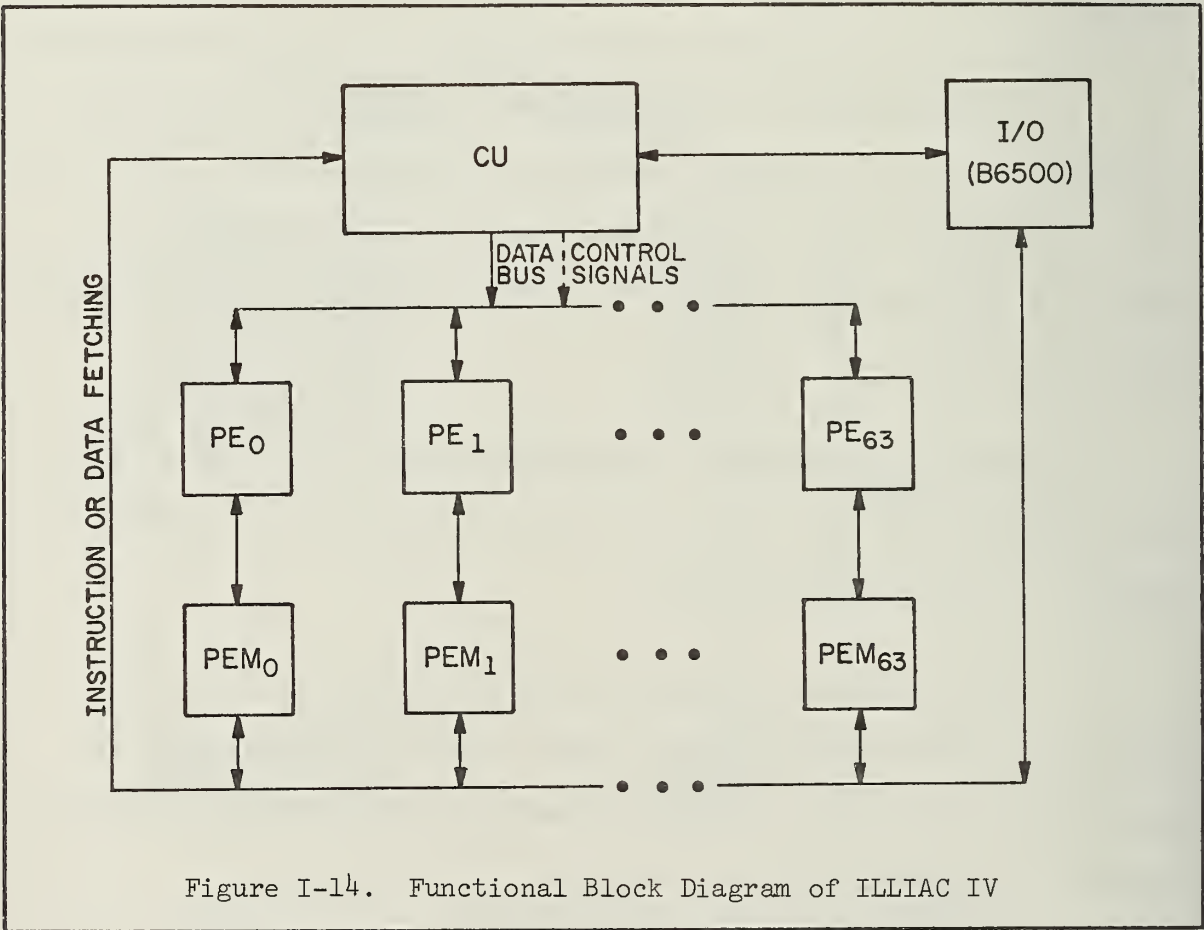 CU
I/O
(B6500)
DATA CONTROL
BUS SIGNALS
INSTRUCTION OR DATA FETCHING
PE0 PE1 PE63
PEM0 PEM1 PEM63
Figure I-14. Functional Block Diagram of ILLIAC IV